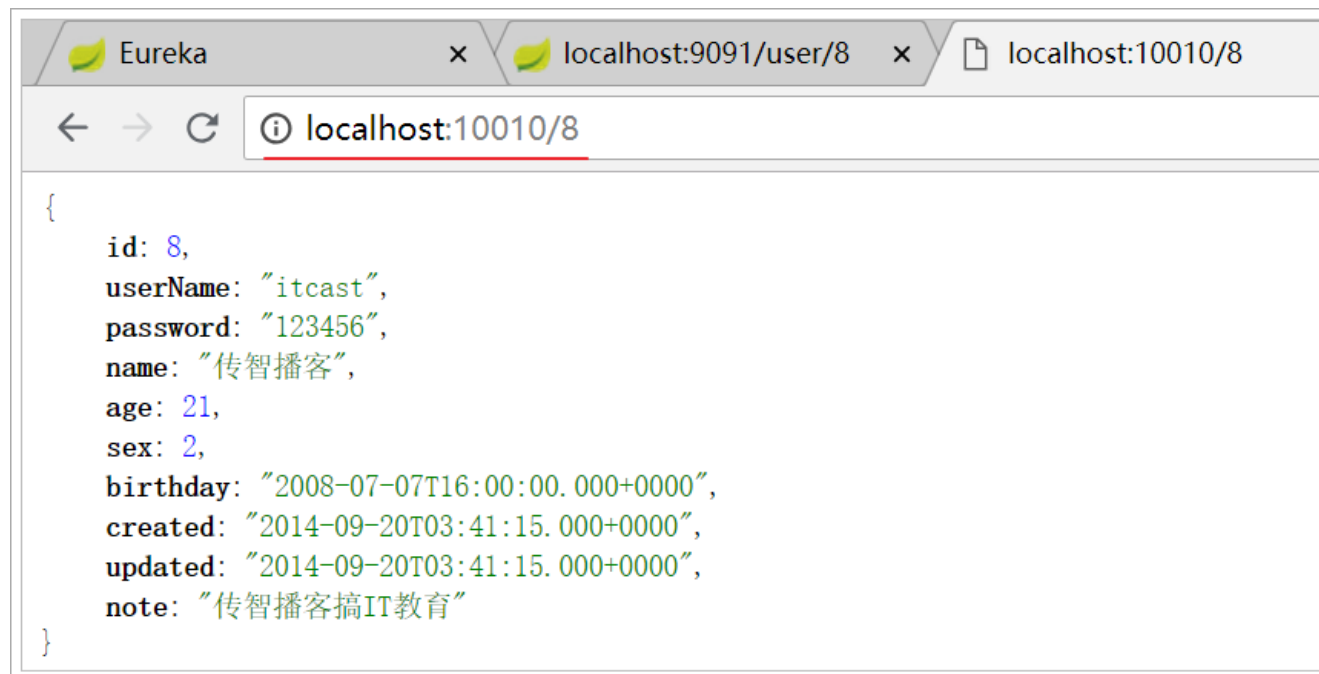 Eureka
localhost:9091/user/8
localhost:10010/8
localhost:10010/8
{
id: 8,
userName: "itcast",
password: "123456",
name: "传智播客",
age: 21,
sex: 2,
birthday: "2008-07-07T16:00:00.000+0000",
created: "2014-09-20T03:41:15.000+0000",
updated: "2014-09-20T03:41:15.000+0000",
note: "传智播客搞IT教育"
}